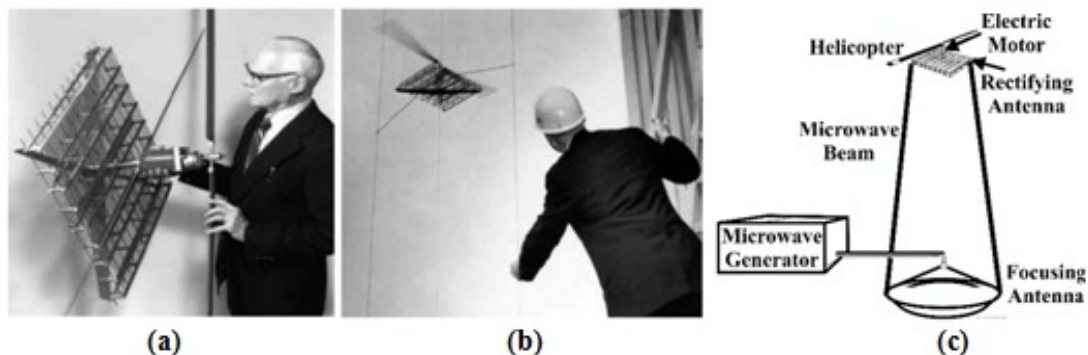 Electric
Motor
Helicopter
Rectifying
Antenna
Microwave
Beam
Microwave
Generator
Focusing
Antenna
(a)
(b)
(c)